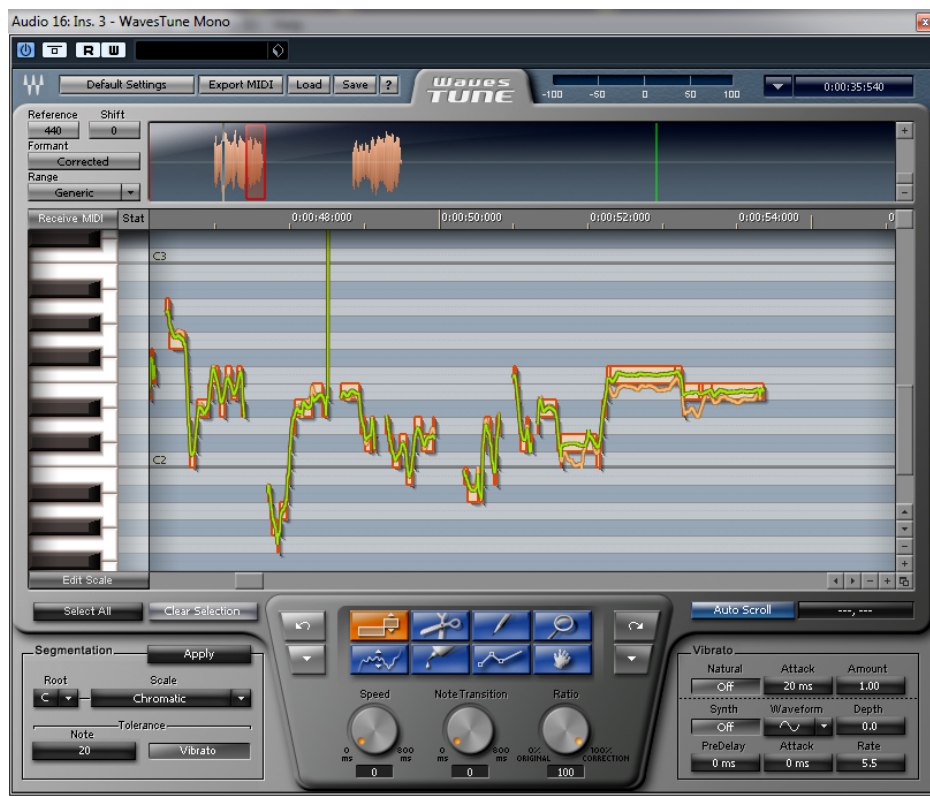 Audio 16: Ins. 3 - WavesTune Mono
R W
Default Settings Export MIDI Load Save ? Waves TUNE -100 -50 0 50 100 0:00:35:540
Reference Shift
440 0
Formant
Corrected
Range
Generic
Receive MIDI Stat 0:00:48:000 0:00:50:000 0:00:52:000 0:00:54:000 0
C3
C2
Edit Scale
Select All Clear Selection Auto Scroll ---, ---
Segmentation Apply
Root Scale
C Chromatic
Tolerance
Note
20 Vibrato
Speed Note Transition Ratio
0 ms 800 ms 0 ms 800 ms 0% ORIGINAL 100% CORRECTION
0 0 100
Vibrato
Natural Attack Amount
Off 20 ms 1.00
Synth Waveform Depth
Off 0.0
PreDelay Attack Rate
0 ms 0 ms 5.5